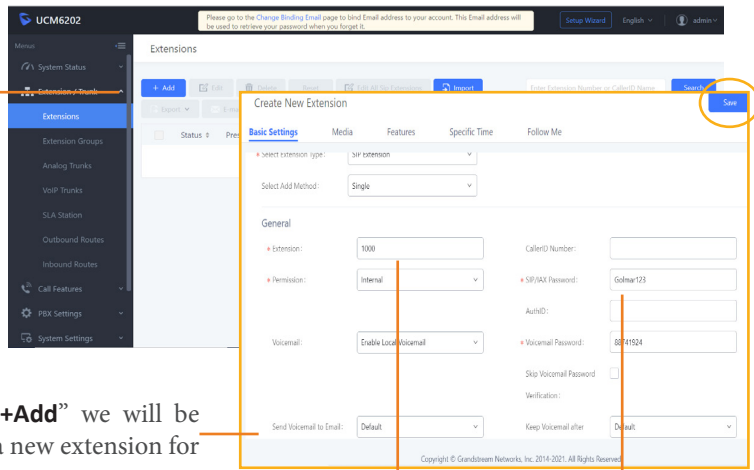 UCM6202
Please go to the Change Binding Email page to bind Email address to your account. This Email address will
be used to retrieve your password when you forget it.
Setup Wizard
English
admin
Menus
System Status
Extension / Trunk
Extensions
Extension Groups
Analog Trunks
VoIP Trunks
SLA Station
Outbound Routes
Inbound Routes
Call Features
PBX Settings
System Settings
Extensions
+ Add
Edit
Delete
Reset
Edit All SIP Extensions
Import
Enter Extension Number or CallerID Name
Search
Export
Status
Create New Extension
Save
Basic Settings Media Features Specific Time Follow Me
* Select Extension Type: SIP Extension
Select Add Method: Single
General
* Extension: 1000 CallerID Number:
* Permission: Internal * SIP/IAX Password: Golmar123
AuthID:
Voicemail: Enable Local Voicemail * Voicemail Password: 88741924
Skip Voicemail Password
Verification:
Send Voicemail to Email: Default Keep Voicemail after Default
Copyright © Grandstream Networks, Inc. 2014-2021. All Rights Reserved.
+Add” we will be
a new extension for